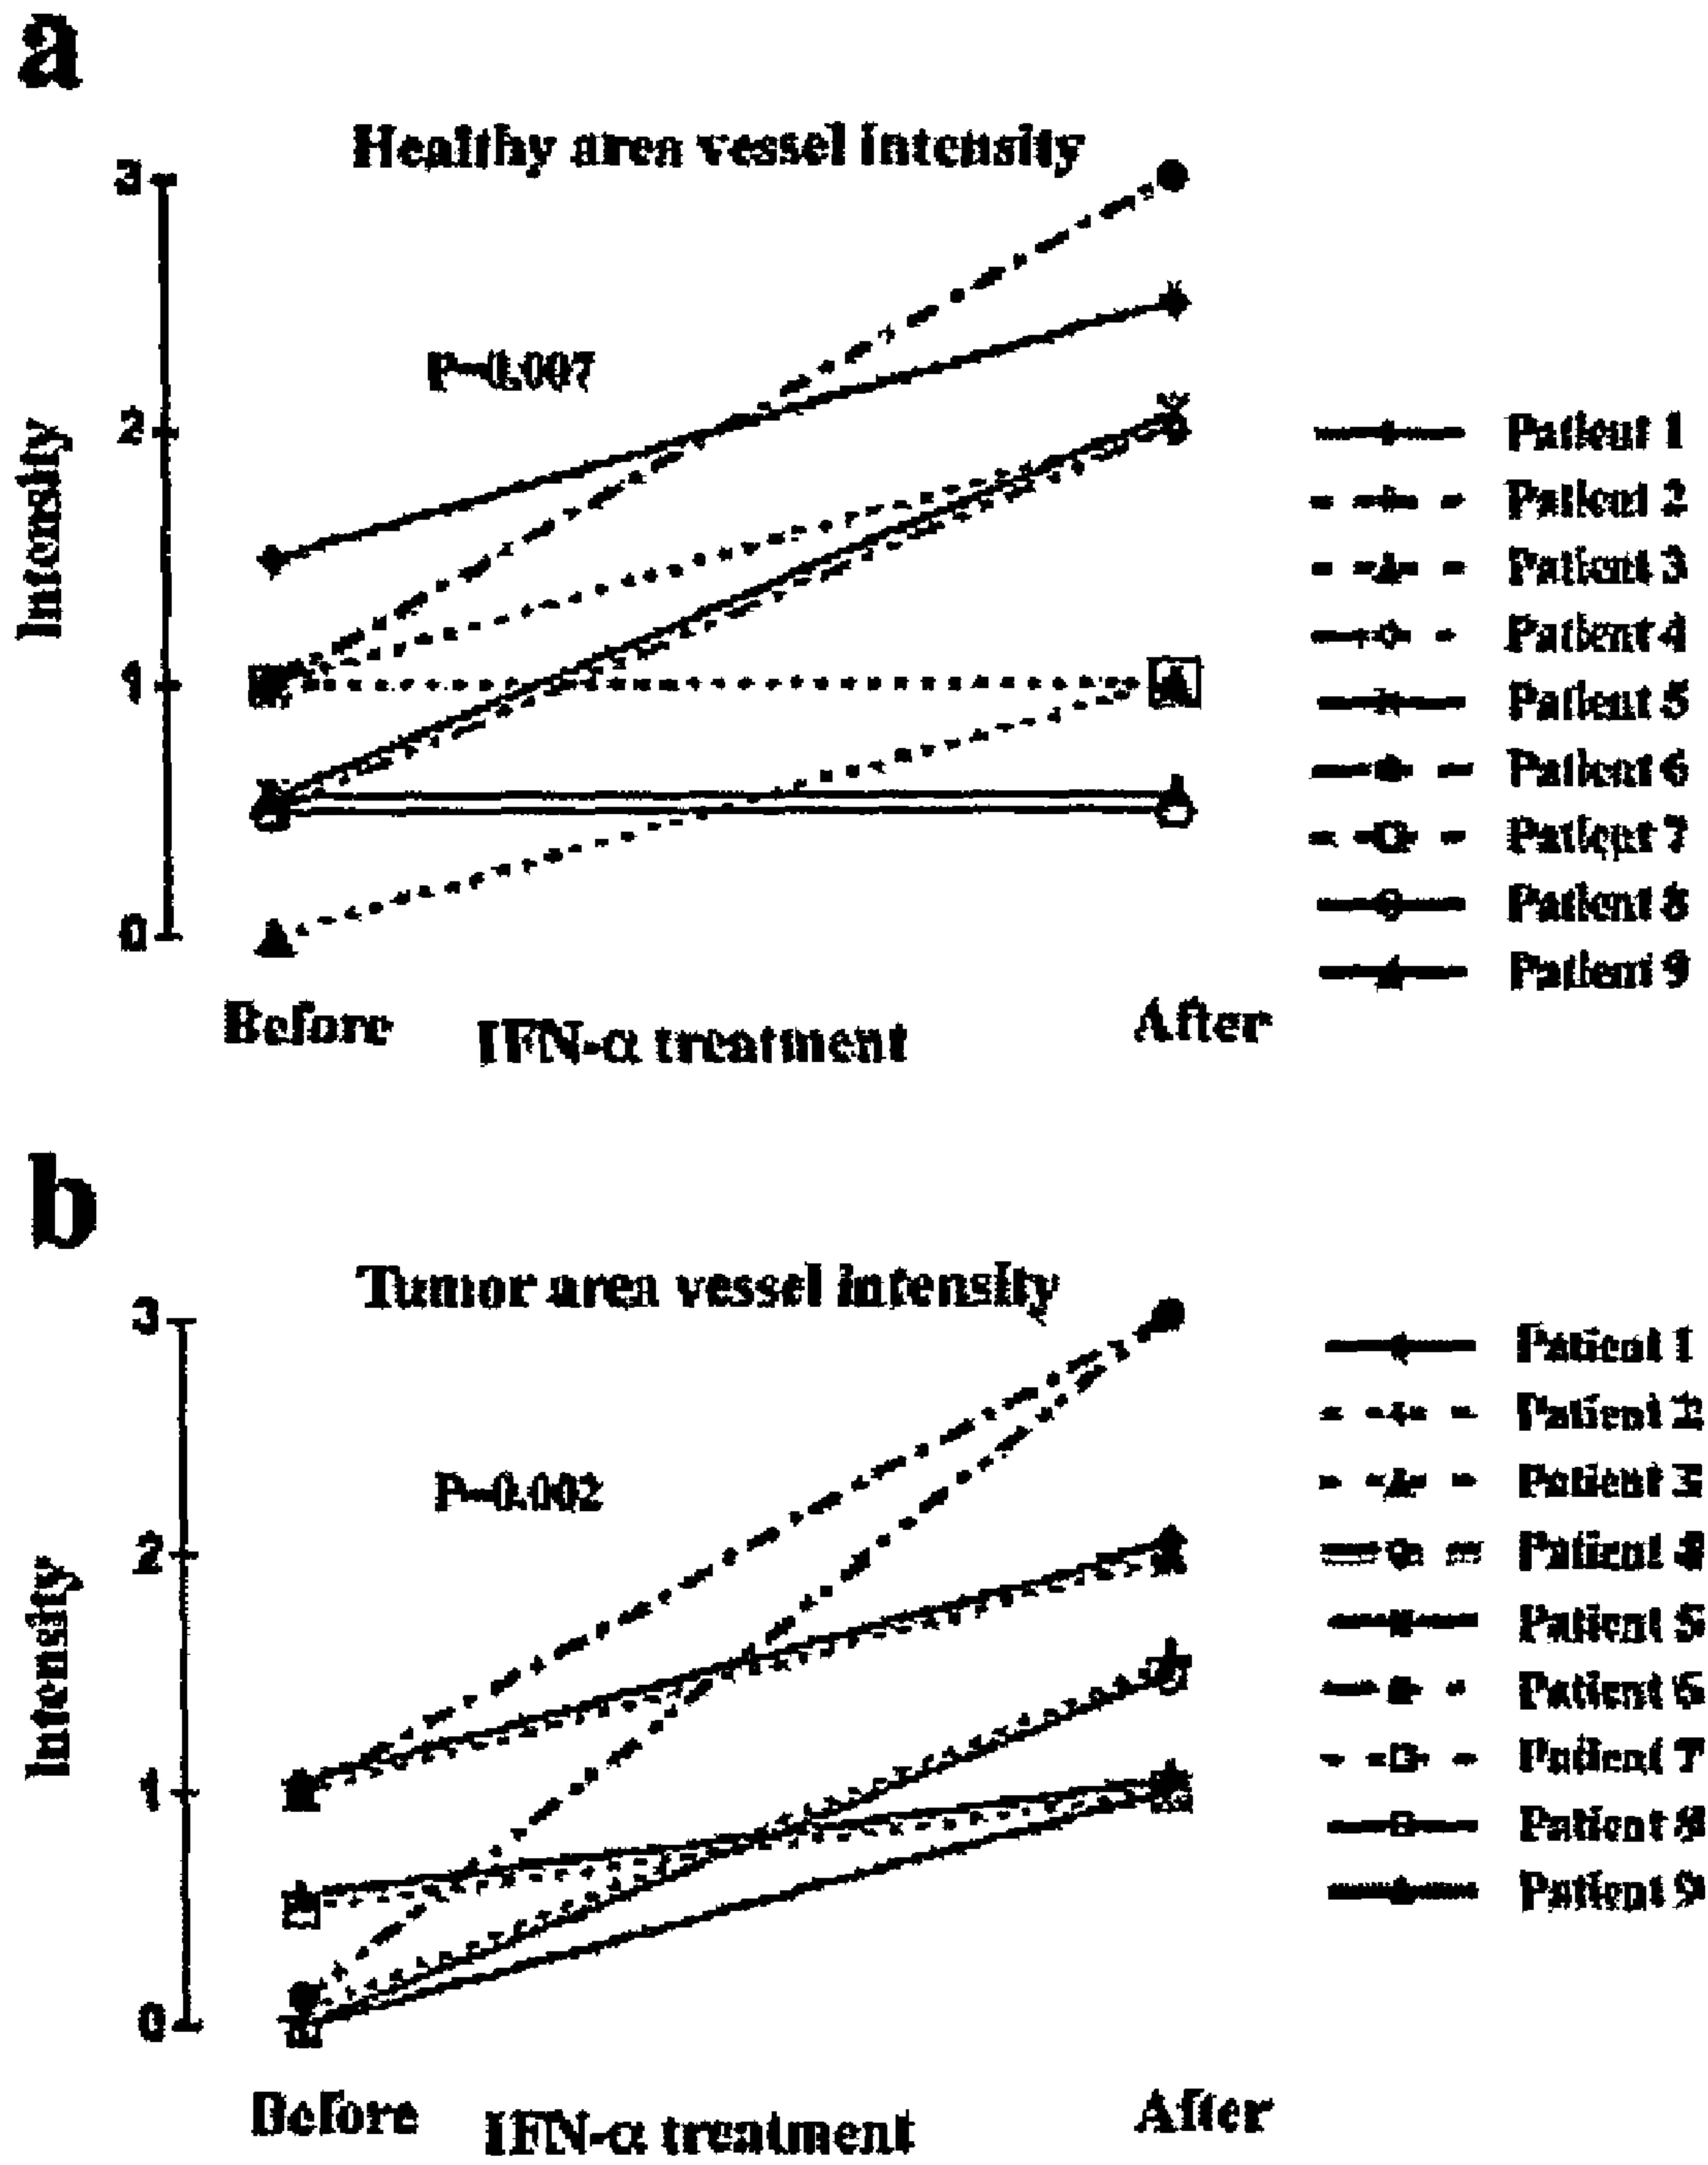 a
Healthy area vessel intensity
3
P=0.007
2
Intensity
1
0
Patient 1
Patient 2
Patient 3
Patient 4
Patient 5
Patient 6
Patient 7
Patient 8
Patient 9
Before
IFN-α treatment
After
b
Tumor area vessel intensity
3
P=0.002
2
Intensity
1
0
Patient 1
Patient 2
Patient 3
Patient 4
Patient 5
Patient 6
Patient 7
Patient 8
Patient 9
Before
IFN-α treatment
After